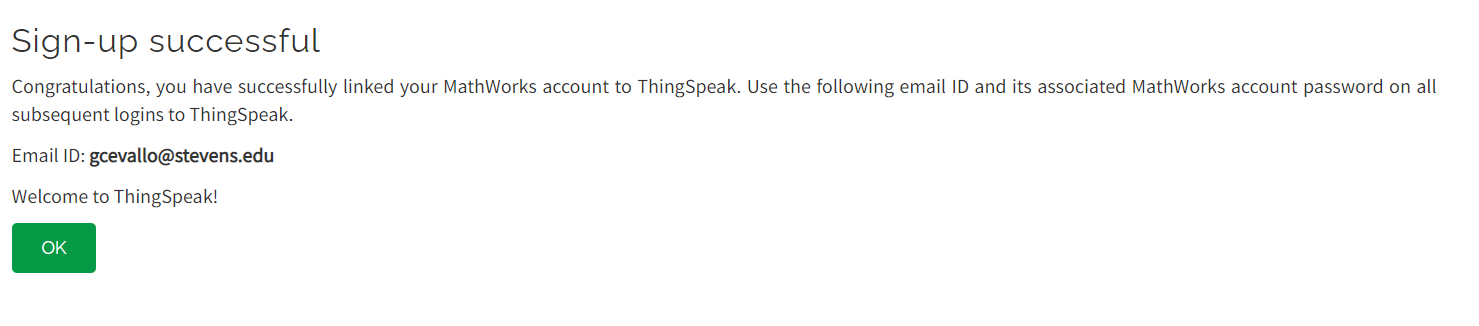 Sign-up successful
Congratulations, you have successfully linked your MathWorks account to ThingSpeak. Use the following email ID and its associated MathWorks account password on all
subsequent logins to ThingSpeak.
Email ID: gcevallo@stevens.edu
Welcome to ThingSpeak!
OK